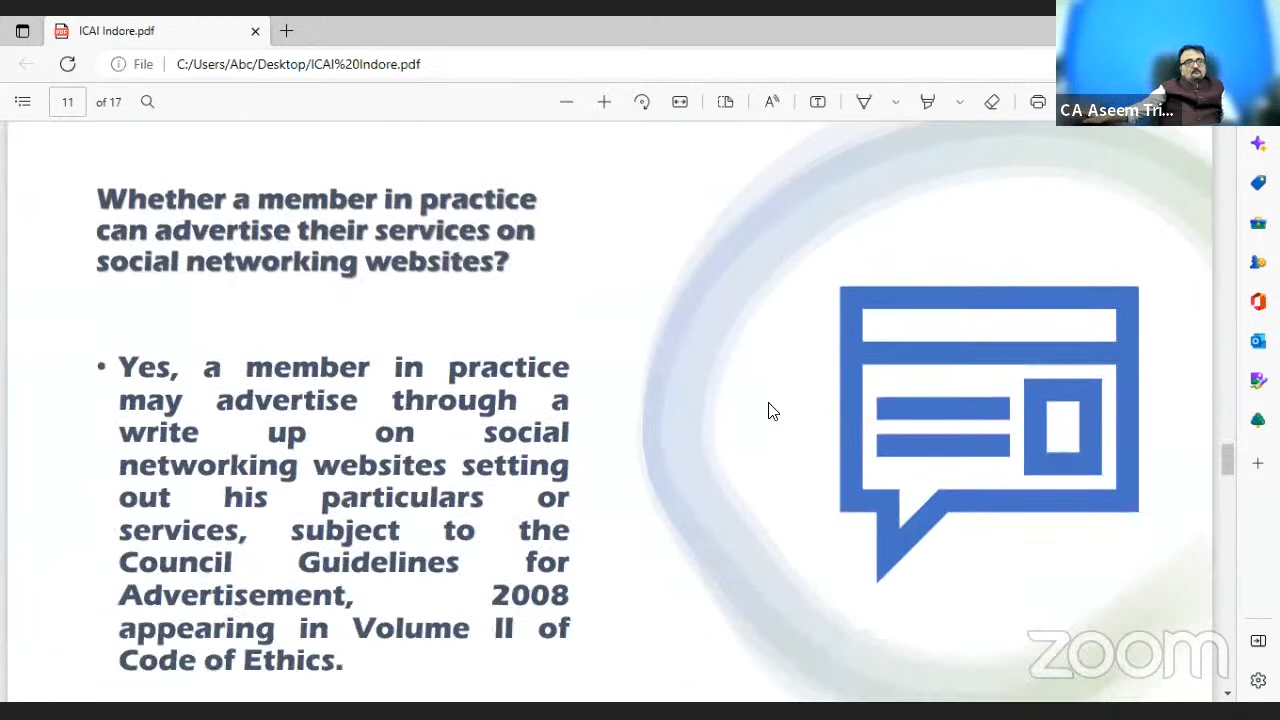 ICAI Indore.pdf
File
C:/Users/Abc/Desktop/ICAI%20Indore.pdf
11 of 17
CA Aseem Tri...
Whether a member in practice
can advertise their services on
social networking websites?
• Yes, a member in practice
may advertise through a
write up on social
networking websites setting
out his particulars or
services, subject to the
Council Guidelines for
Advertisement, 2008
appearing in Volume II of
Code of Ethics.
zoom